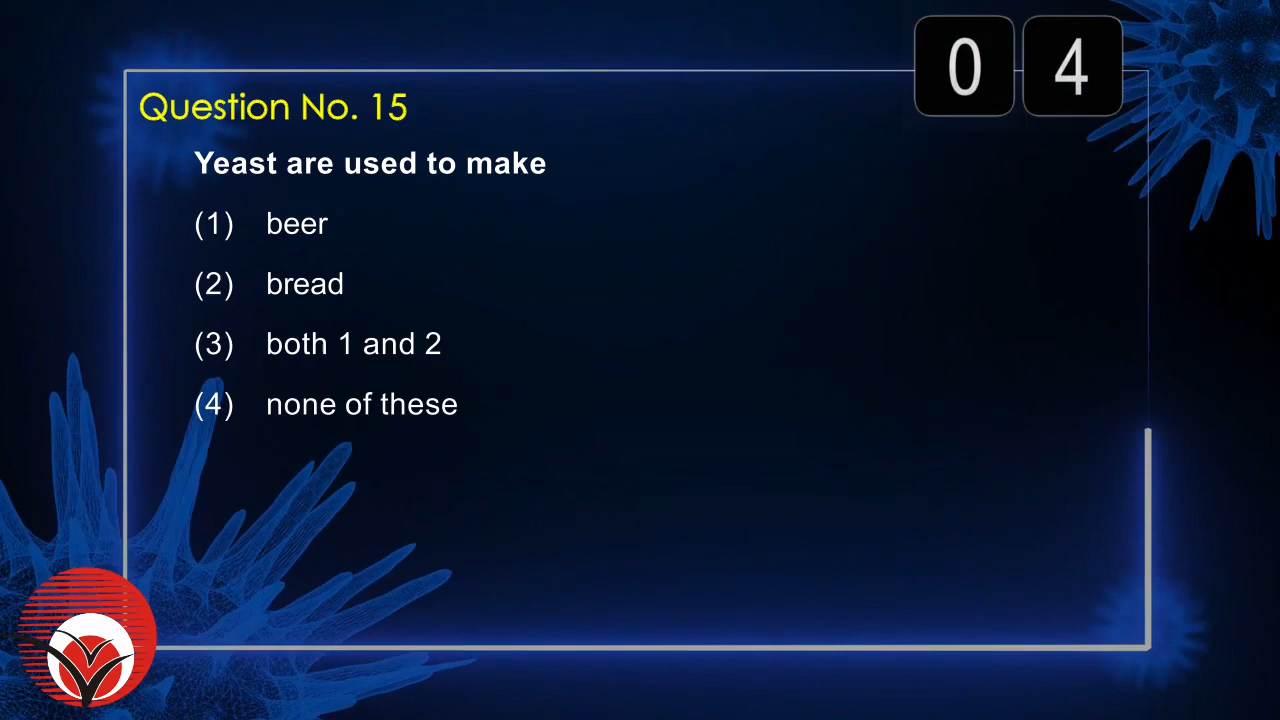 0 4
Question No. 15
Yeast are used to make
(1) beer
(2) bread
(3) both 1 and 2
(4) none of these